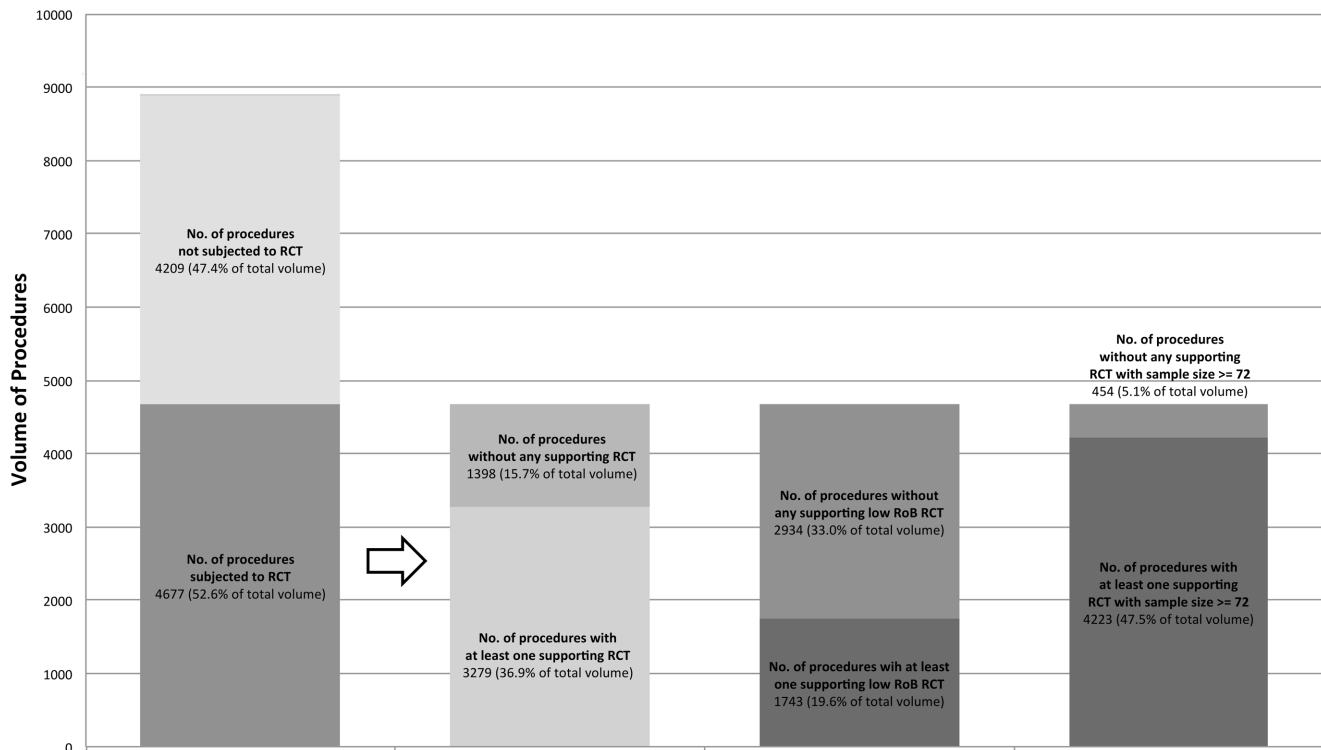 Volume of Procedures
10000
9000
8000
7000
6000
5000
4000
3000
2000
1000
0
No. of procedures
not subjected to RCT
4209 (47.4% of total volume)
No. of procedures
subjected to RCT
4677 (52.6% of total volume)
No. of procedures
without any supporting RCT
1398 (15.7% of total volume)
No. of procedures with
at least one supporting RCT
3279 (36.9% of total volume)
No. of procedures without
any supporting low RoB RCT
2934 (33.0% of total volume)
No. of procedures wih at least
one supporting low RoB RCT
1743 (19.6% of total volume)
No. of procedures
without any supporting
RCT with sample size >= 72
454 (5.1% of total volume)
No. of procedures with
at least one supporting
RCT with sample size >= 72
4223 (47.5% of total volume)